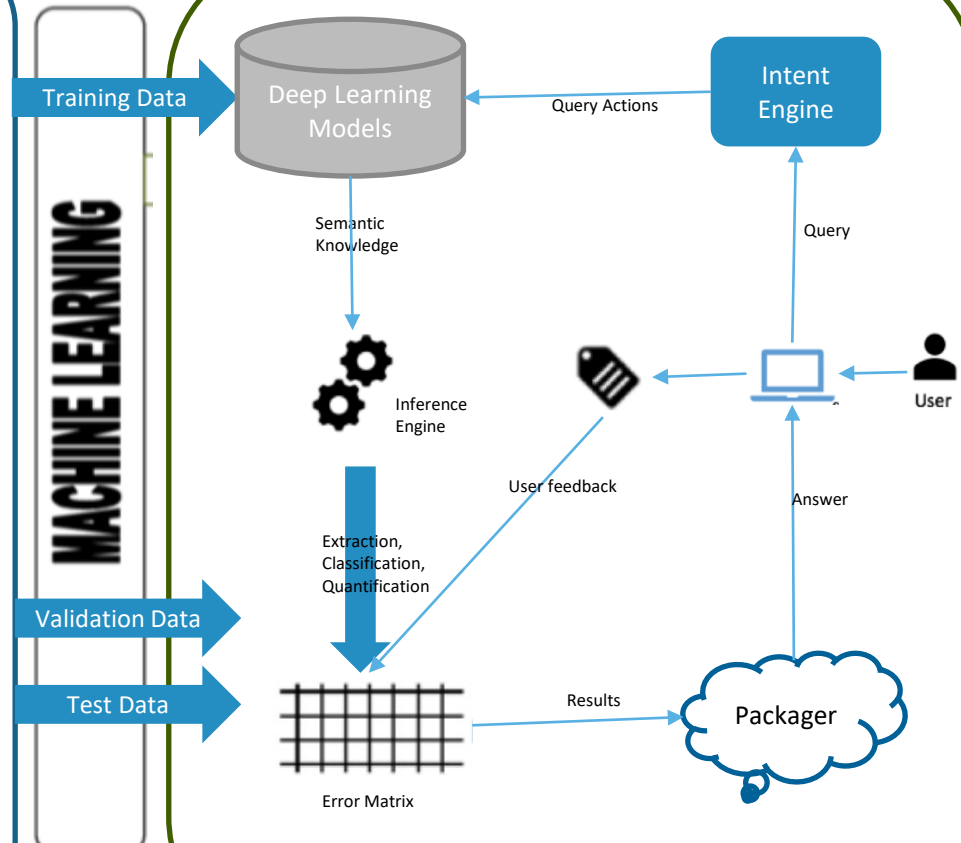 Training Data
Deep Learning
Models
Query Actions
Intent
Engine
MACHINE LEARNING
Semantic
Knowledge
Query
Inference
Engine
User
User feedback
Answer
Extraction,
Classification,
Quantification
Validation Data
Test Data
Results
Packager
Error Matrix